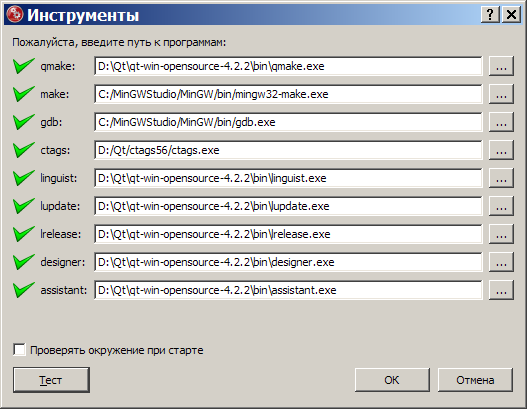 Инструменты
Пожалуйста, введите путь к программам:
qmake: D:\Qt\qt-win-opensource-4.2.2\bin\qmake.exe ...
make: C:/MinGWStudio/MinGW/bin/mingw32-make.exe ...
gdb: C:/MinGWStudio/MinGW/bin/gdb.exe ...
ctags: D:/Qt/ctags56/ctags.exe ...
linguist: D:\Qt\qt-win-opensource-4.2.2\bin\linguist.exe ...
lupdate: D:\Qt\qt-win-opensource-4.2.2\bin\lupdate.exe ...
lrelease: D:\Qt\qt-win-opensource-4.2.2\bin\lrelease.exe ...
designer: D:\Qt\qt-win-opensource-4.2.2\bin\designer.exe ...
assistant: D:\Qt\qt-win-opensource-4.2.2\bin\assistant.exe ...
Проверять окружение при старте
Тест OK Отмена